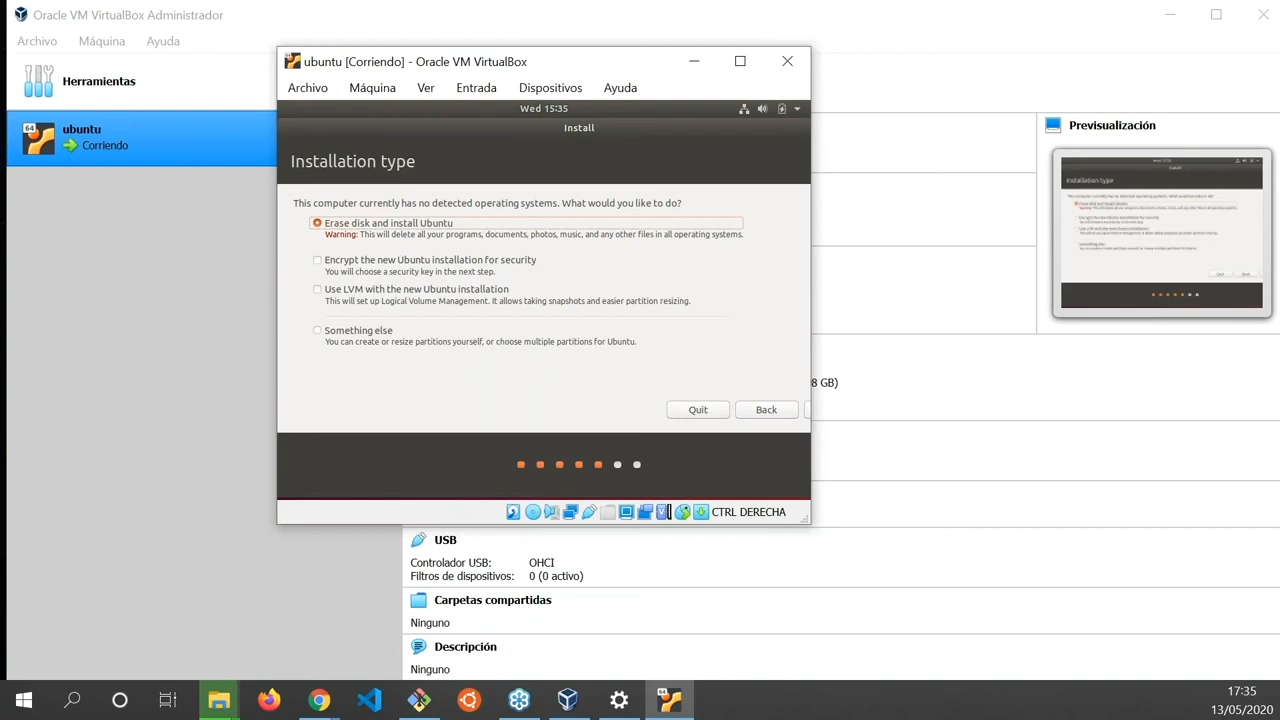 Oracle VM VirtualBox Administrador
Archivo Máquina Ayuda
Herramientas
ubuntu
Corriendo
ubuntu [Corriendo] - Oracle VM VirtualBox
Archivo Máquina Ver Entrada Dispositivos Ayuda
Wed 15:35
Install
Installation type
This computer currently has no detected operating systems. What would you like to do?
Erase disk and install Ubuntu
Warning: This will delete all your programs, documents, photos, music, and any other files in all operating systems.
Encrypt the new Ubuntu installation for security
You will choose a security key in the next step.
Use LVM with the new Ubuntu installation
This will set up Logical Volume Management. It allows taking snapshots and easier partition resizing.
Something else
You can create or resize partitions yourself, or choose multiple partitions for Ubuntu.
Quit Back
CTRL DERECHA
Previsualización
Installation type
8 GB)
USB
Controlador USB: OHCI
Filtros de dispositivos: 0 (0 activo)
Carpetas compartidas
Ninguno
Descripción
Ninguno
17:35
13/05/2020